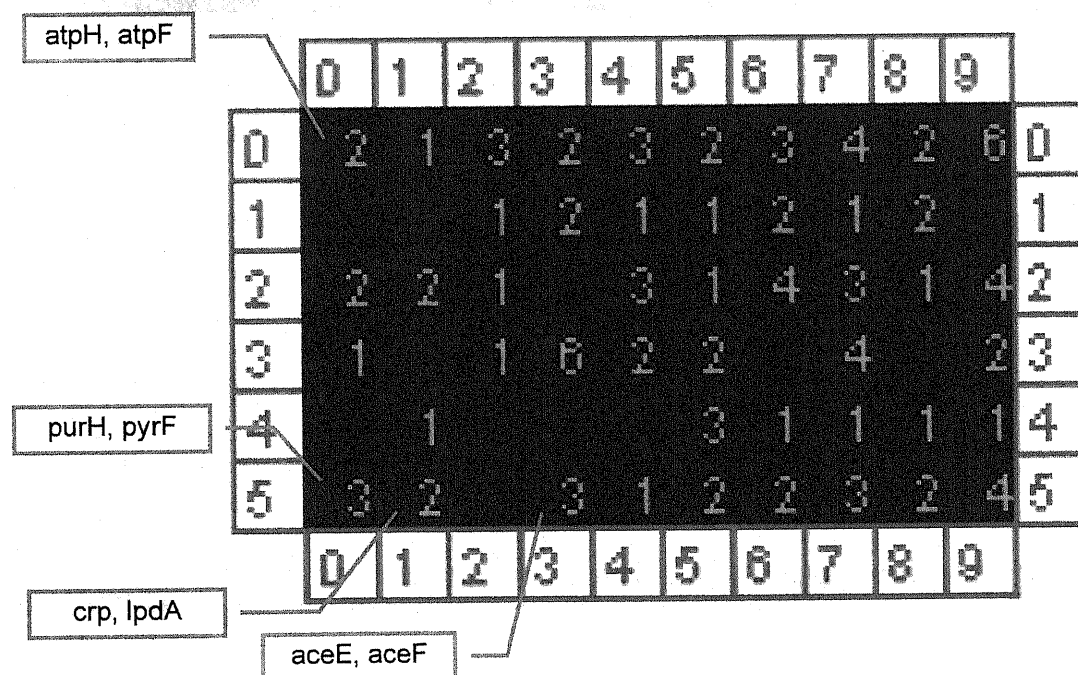 atpH, atpF
0 1 2 3 4 5 6 7 8 9
0 2 1 3 2 3 2 3 4 2 6 0
1 1 2 1 1 2 1 2 1
2 2 2 1 3 1 4 3 1 4 2
3 1 1 6 2 2 4 2 3
purH, pyrF
4 1 3 1 1 1 1 4
5 3 2 3 1 2 2 3 2 4 5
0 1 2 3 4 5 6 7 8 9
crp, lpdA
aceE, aceF